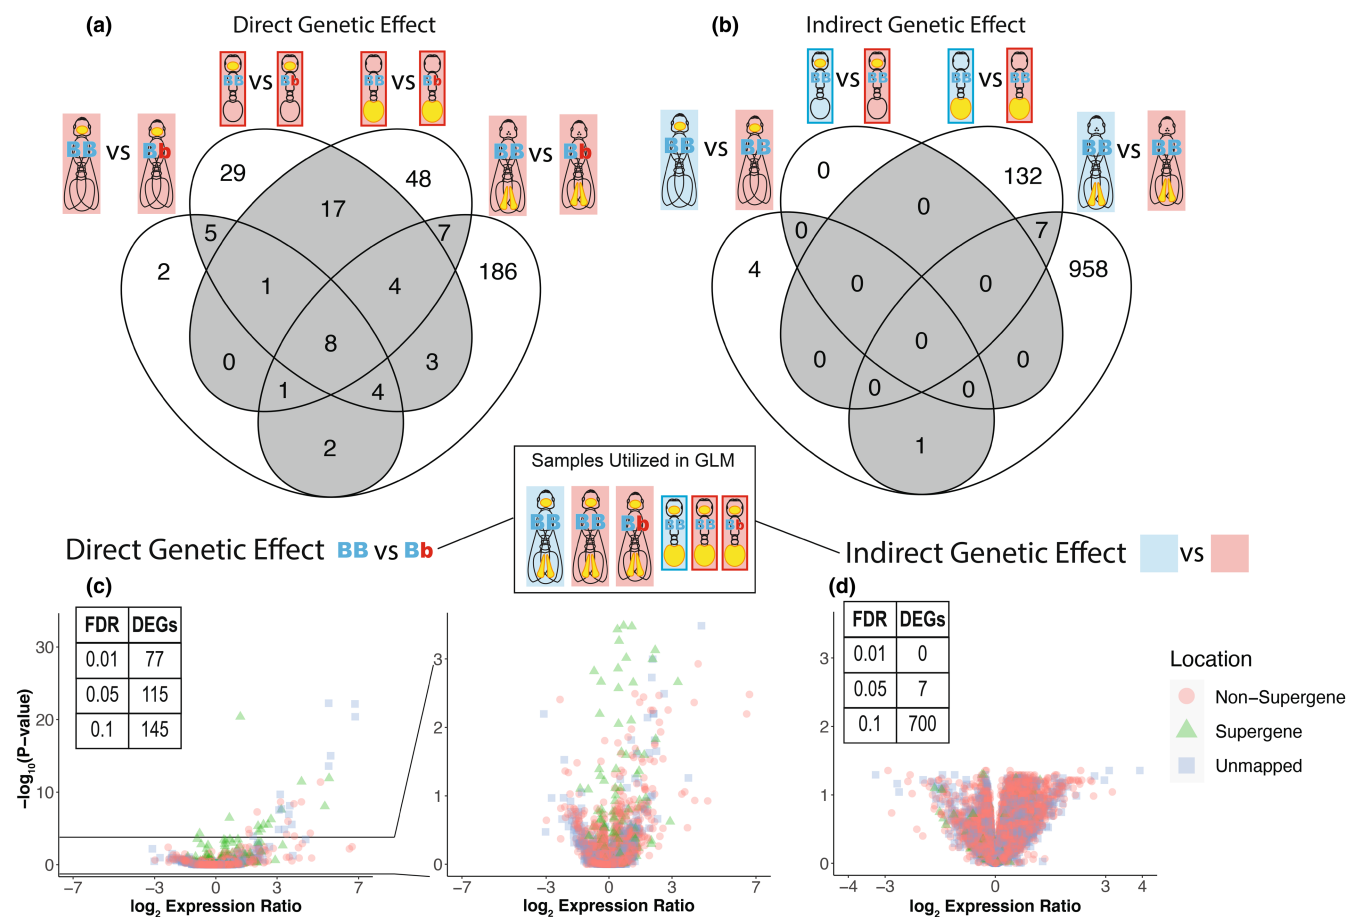 (a) Direct Genetic Effect
BB vs Bb
BB vs Bb
BB vs Bb
BB vs Bb
29
48
17
5
7
2
186
1
4
8
0
3
1
4
2
(b) Indirect Genetic Effect
BB vs BB
BB vs BB
BB vs BB
BB vs BB
0
132
0
0
7
4
958
0
0
0
0
0
0
0
1
Samples Utilized in GLM
BB BB Bb BB BB Bb
Direct Genetic Effect BB vs Bb
Indirect Genetic Effect vs
(c)
FDR DEGs
0.01 77
0.05 115
0.1 145
−log10(P−value)
30
20
10
0
−7 −3 0 3 7
log2 Expression Ratio
3
2
1
0
−7 −3 0 3 7
log2 Expression Ratio
(d)
FDR DEGs
0.01 0
0.05 7
0.1 700
3
2
1
0
−4 −3 0 3 4
log2 Expression Ratio
Location
Non−Supergene
Supergene
Unmapped